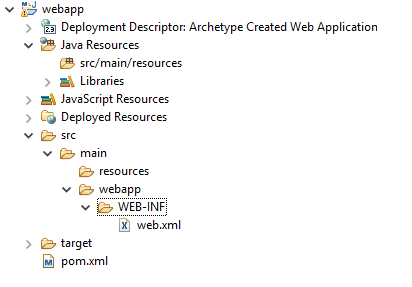 webapp
Deployment Descriptor: Archetype Created Web Application
Java Resources
src/main/resources
Libraries
JavaScript Resources
Deployed Resources
src
main
resources
webapp
WEB-INF
web.xml
target
pom.xml